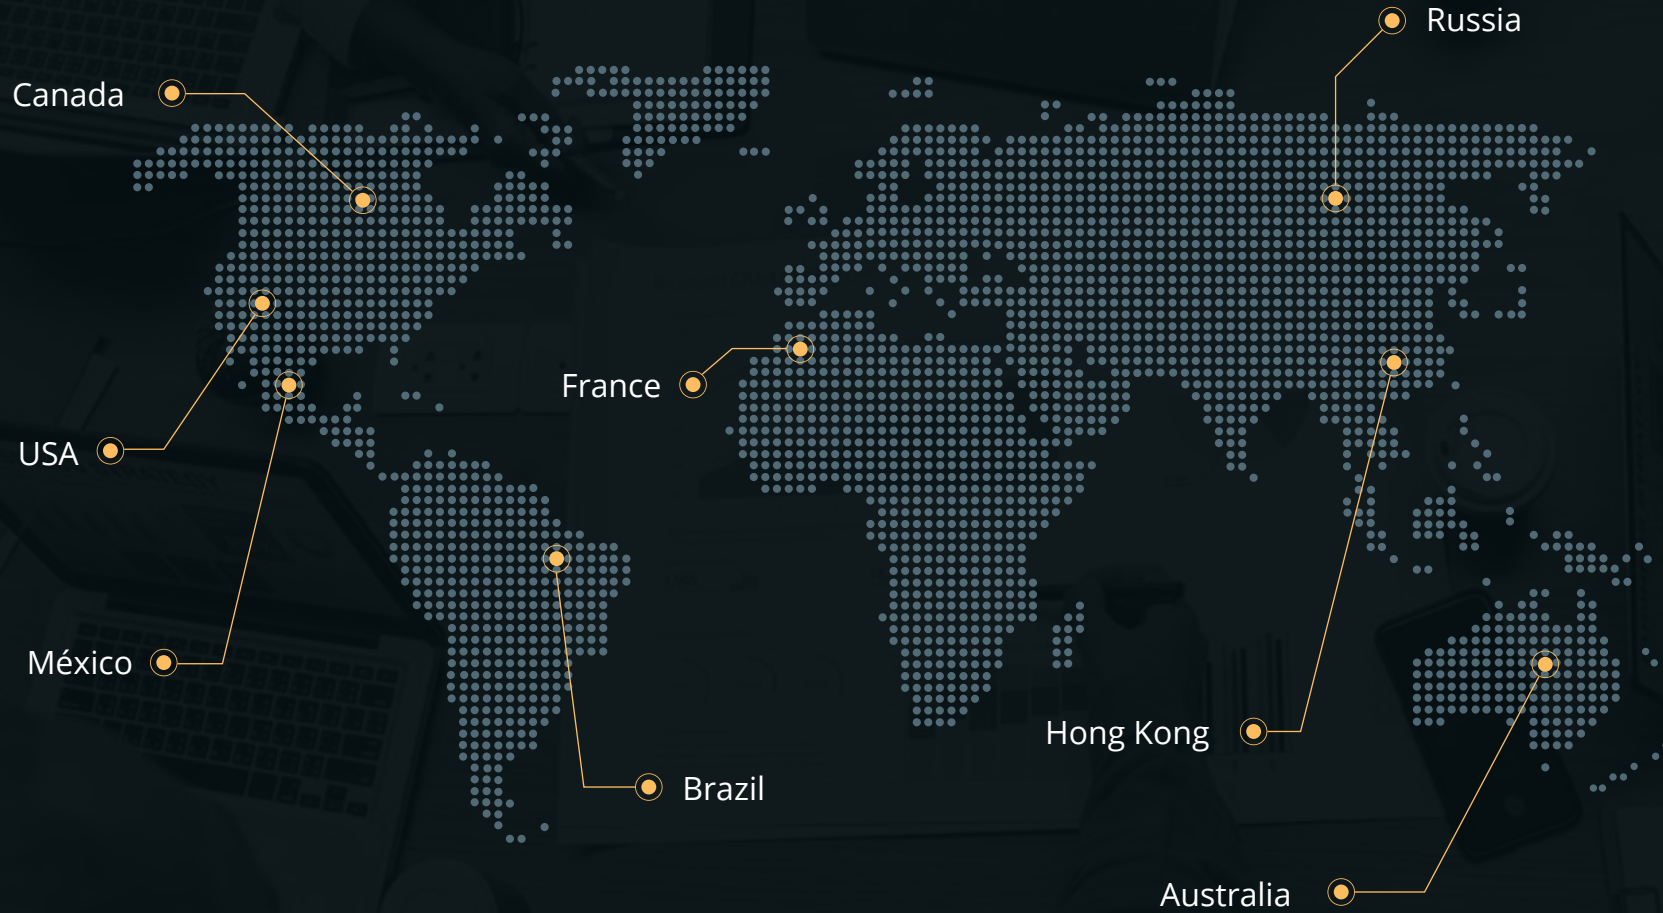 Russia
Canada
France
USA
México
Hong Kong
Brazil
Australia